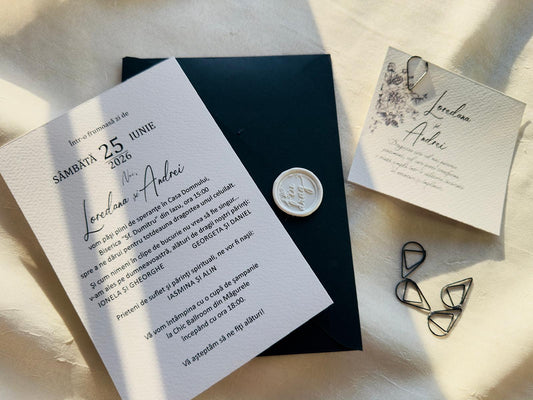 Într-o frumoasă zi de
SÂMBĂTĂ 25 IUNIE
2026
Noi,
Loredana și Andrei
vom păși plini de speranțe în Casa Domnului,
Biserica "Sf. Dumitru" din Iazu, ora 15:00
spre a ne dărui pentru totdeauna dragostea unul celuilalt.
Și cum nimeni în clipe de bucurie nu vrea să fie singur...
v-am ales pe dumneavoastră, alături de dragii noștri părinți:
IONELA ȘI GHEORGHE GEORGETA ȘI DANIEL
Prieteni de suflet și părinți spirituali, ne vor fi nașii:
IASMINA ȘI ALIN
Vă vom întâmpina cu o cupă de șampanie
la Chic Ballroom din Măgurele
începând cu ora 18:00.
Vă așteptăm să ne fiți alături!
Loredana
și
Andrei